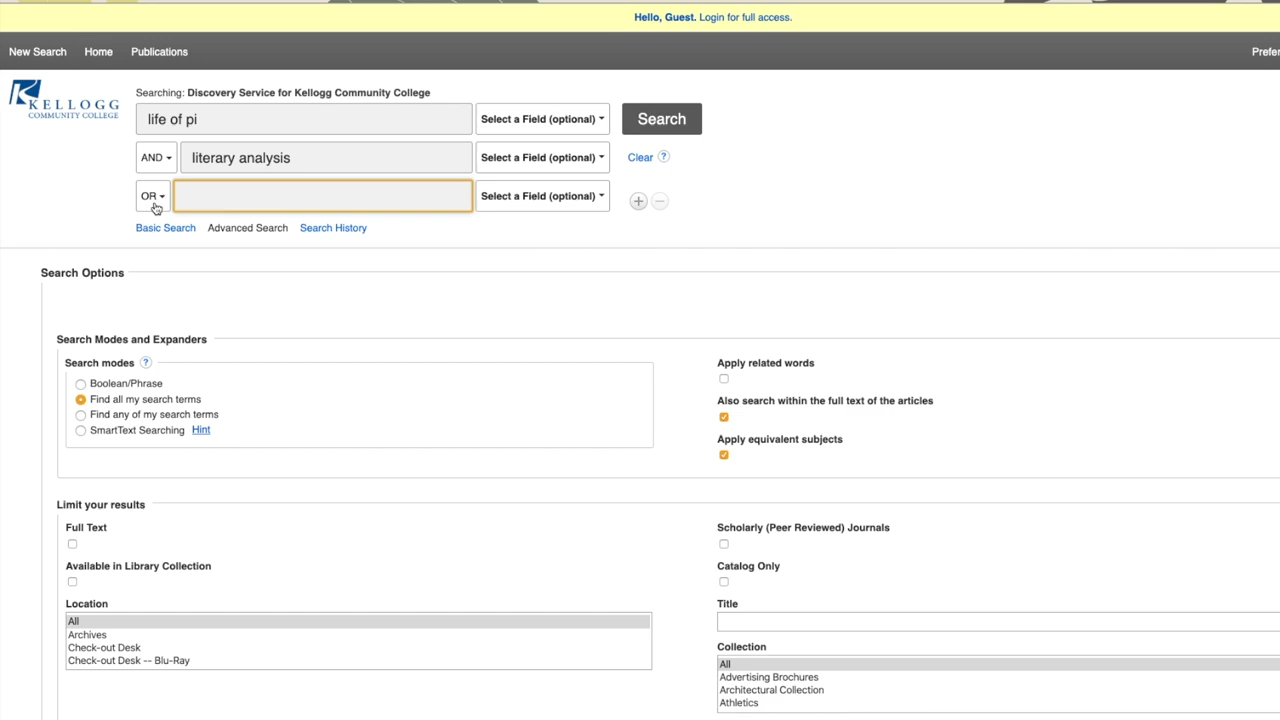 Hello, Guest. Login for full access.
New Search Home Publications Prefer
KELLOGG
COMMUNITY COLLEGE
Searching: Discovery Service for Kellogg Community College
life of pi Select a Field (optional) Search
AND literary analysis Select a Field (optional) Clear ?
OR Select a Field (optional)
Basic Search Advanced Search Search History
Search Options
Search Modes and Expanders
Search modes ?
Boolean/Phrase
Find all my search terms
Find any of my search terms
SmartText Searching Hint
Apply related words
Also search within the full text of the articles
Apply equivalent subjects
Limit your results
Full Text
Available in Library Collection
Location
All
Archives
Check-out Desk
Check-out Desk -- Blu-Ray
Scholarly (Peer Reviewed) Journals
Catalog Only
Title
Collection
All
Advertising Brochures
Architectural Collection
Athletics